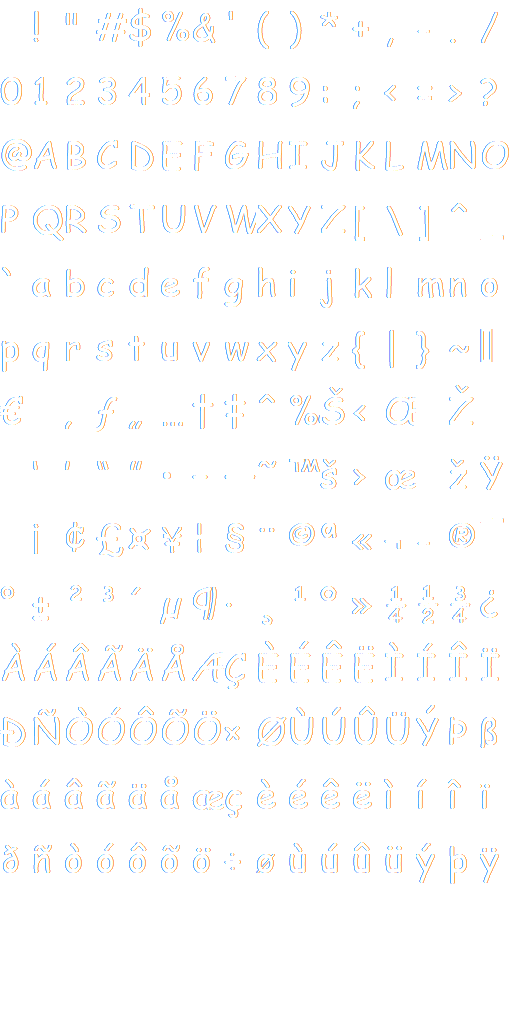 ! " # $ % & ' ( ) * + , - . /
0 1 2 3 4 5 6 7 8 9 : ; < = > ?
@ A B C D E F G H I J K L M N O
P Q R S T U V W X Y Z [ \ ] ^ _
` a b c d e f g h i j k l m n o
p q r s t u v w x y z { | } ~
€ ‚ ƒ „ … † ‡ ˆ ‰ Š ‹ Œ Ž
‘ ’ “ ” • – — ˜ ™ š › œ ž Ÿ
¡ ¢ £ ¤ ¥ ¦ § ¨ © ª « ¬ - ® ¯
° ± ² ³ ´ µ ¶ · ¸ ¹ º » ¼ ½ ¾ ¿
À Á Â Ã Ä Å Æ Ç È É Ê Ë Ì Í Î Ï
Ð Ñ Ò Ó Ô Õ Ö × Ø Ù Ú Û Ü Ý Þ ß
à á â ã ä å æ ç è é ê ë ì í î ï
ð ñ ò ó ô õ ö ÷ ø ù ú û ü ý þ ÿ